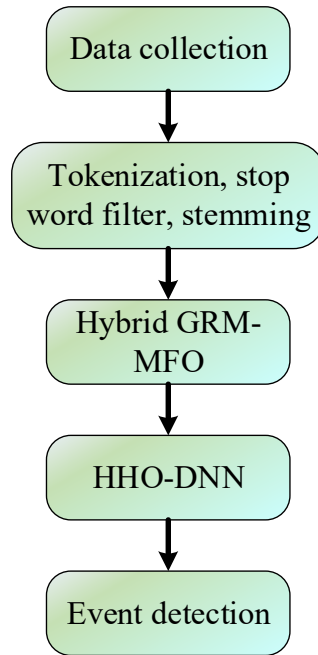 Data collection
Tokenization, stop
word filter, stemming
Hybrid GRM-
MFO
HHO-DNN
Event detection